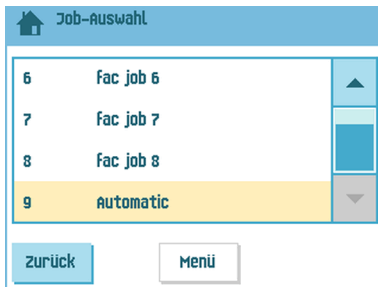 Job-Auswahl
6 Fac job 6
7 Fac job 7
8 Fac job 8
9 Automatic
Zurück Menü